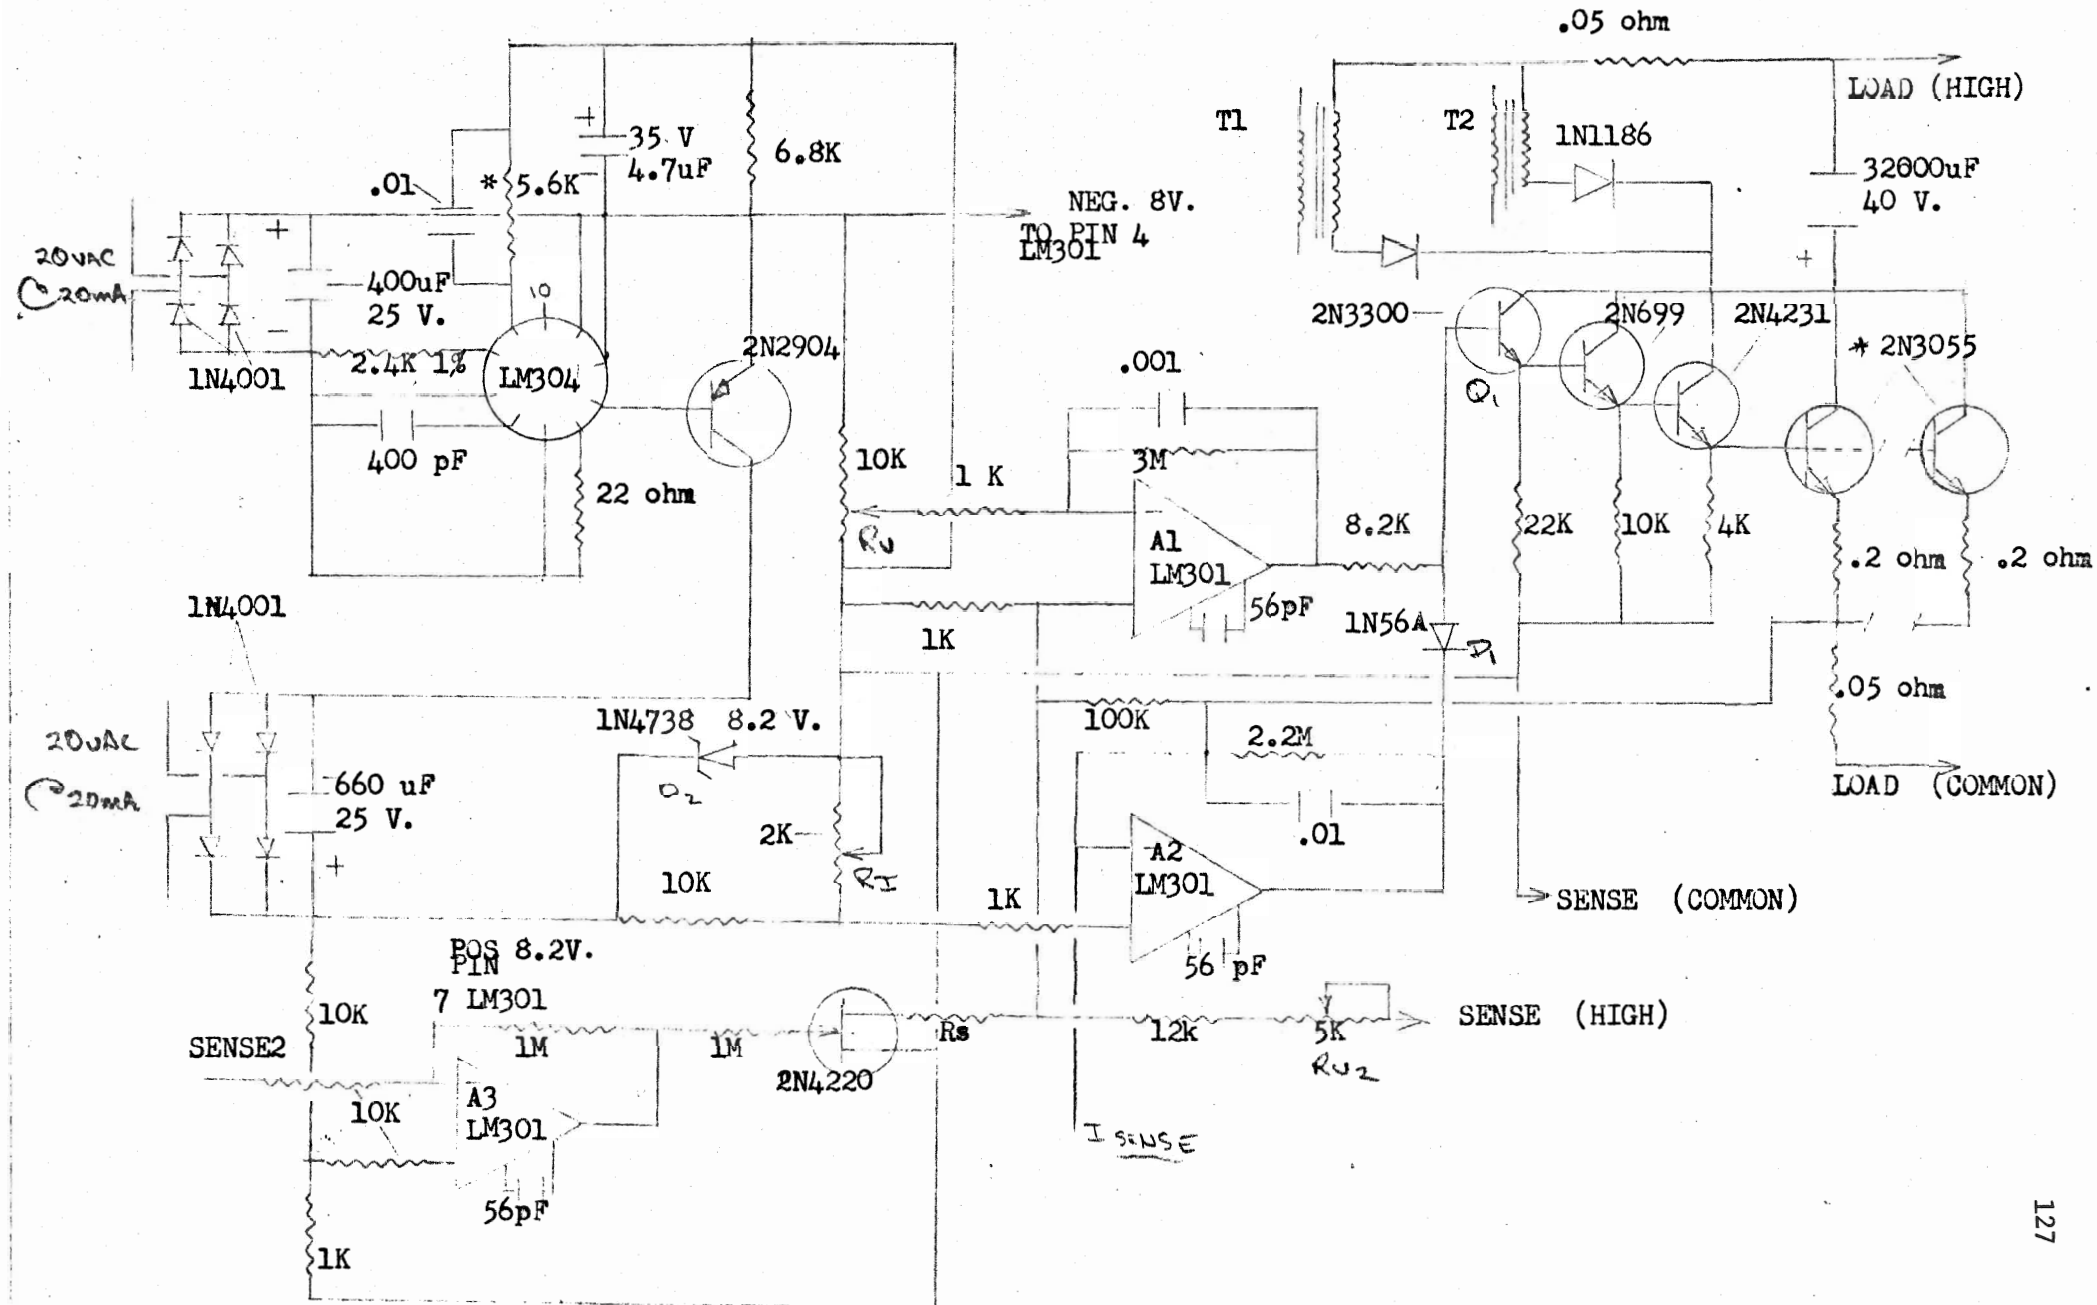 .05 ohm
LOAD (HIGH)
T1
T2
1N1186
35 V
4.7uF
6.8K
.01
* 5.6K
32000uF
40 V.
NEG. 8V.
TO PIN 4
LM301
20VAC
@20mA
400uF
25 V.
10
2N3300
2N699
2N4231
* 2N3055
2N2904
.001
1N4001
2.4K 1%
LM304
Q1
400 pF
10K
1 K
3M
22 ohm
RV
8.2K
22K
10K
4K
A1
LM301
.2 ohm
.2 ohm
1N4001
56pF
1N56A
1K
D1
.05 ohm
1N4738 8.2 V.
100K
20VAC
2.2M
@20mA
660 uF
25 V.
D2
LOAD (COMMON)
2K
.01
A2
LM301
RI
10K
1K
SENSE (COMMON)
POS 8.2V.
PIN
7 LM301
56 pF
10K
SENSE2
1M
1M
Rs
12k
5K
SENSE (HIGH)
RV2
2N4220
10K
A3
LM301
I SENSE
56pF
1K
127